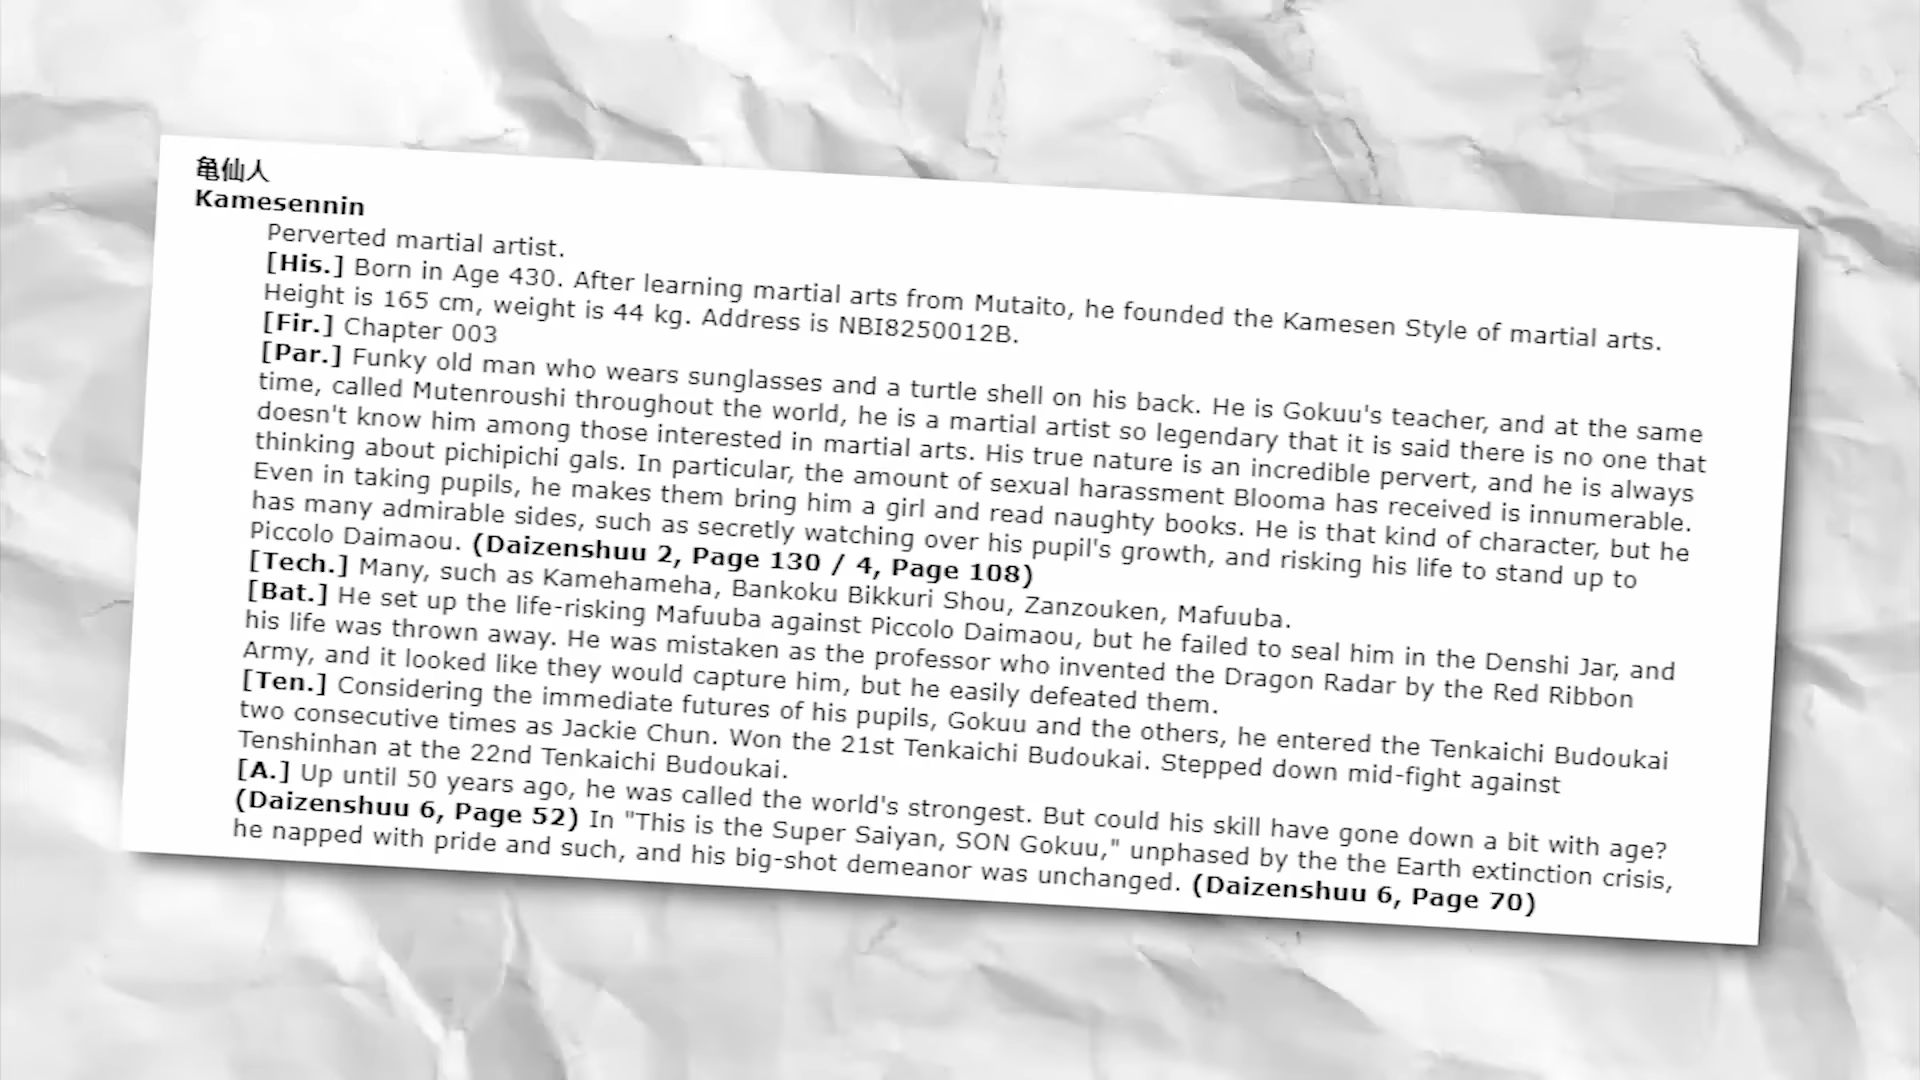 亀仙人
Kamesennin
Perverted martial artist.
[His.] Born in Age 430. After learning martial arts from Mutaito, he founded the Kamesen Style of martial arts.
Height is 165 cm, weight is 44 kg. Address is NBI8250012B.
[Fir.] Chapter 003
[Par.] Funky old man who wears sunglasses and a turtle shell on his back. He is Gokuu's teacher, and at the same
time, called Mutenroushi throughout the world, he is a martial artist so legendary that it is said there is no one that
doesn't know him among those interested in martial arts. His true nature is an incredible pervert, and he is always
thinking about pichipichi gals. In particular, the amount of sexual harassment Blooma has received is innumerable.
Even in taking pupils, he makes them bring him a girl and read naughty books. He is that kind of character, but he
has many admirable sides, such as secretly watching over his pupil's growth, and risking his life to stand up to
Piccolo Daimaou. (Daizenshuu 2, Page 130 / 4, Page 108)
[Tech.] Many, such as Kamehameha, Bankoku Bikkuri Shou, Zanzouken, Mafuuba.
[Bat.] He set up the life-risking Mafuuba against Piccolo Daimaou, but he failed to seal him in the Denshi Jar, and
his life was thrown away. He was mistaken as the professor who invented the Dragon Radar by the Red Ribbon
Army, and it looked like they would capture him, but he easily defeated them.
[Ten.] Considering the immediate futures of his pupils, Gokuu and the others, he entered the Tenkaichi Budoukai
two consecutive times as Jackie Chun. Won the 21st Tenkaichi Budoukai. Stepped down mid-fight against
Tenshinhan at the 22nd Tenkaichi Budoukai.
[A.] Up until 50 years ago, he was called the world's strongest. But could his skill have gone down a bit with age?
(Daizenshuu 6, Page 52) In "This is the Super Saiyan, SON Gokuu," unphased by the the Earth extinction crisis,
he napped with pride and such, and his big-shot demeanor was unchanged. (Daizenshuu 6, Page 70)